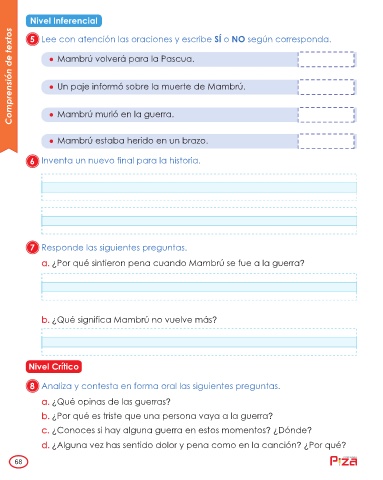 Comprensión de textos
Nivel Inferencial
5 Lee con atención las oraciones y escribe SÍ o NO según corresponda.
• Mambrú volverá para la Pascua.
• Un paje informó sobre la muerte de Mambrú.
• Mambrú murió en la guerra.
• Mambrú estaba herido en un brazo.
6 Inventa un nuevo final para la historia.
7 Responde las siguientes preguntas.
a. ¿Por qué sintieron pena cuando Mambrú se fue a la guerra?
b. ¿Qué significa Mambrú no vuelve más?
Nivel Crítico
8 Analiza y contesta en forma oral las siguientes preguntas.
a. ¿Qué opinas de las guerras?
b. ¿Por qué es triste que una persona vaya a la guerra?
c. ¿Conoces si hay alguna guerra en estos momentos? ¿Dónde?
d. ¿Alguna vez has sentido dolor y pena como en la canción? ¿Por qué?
68